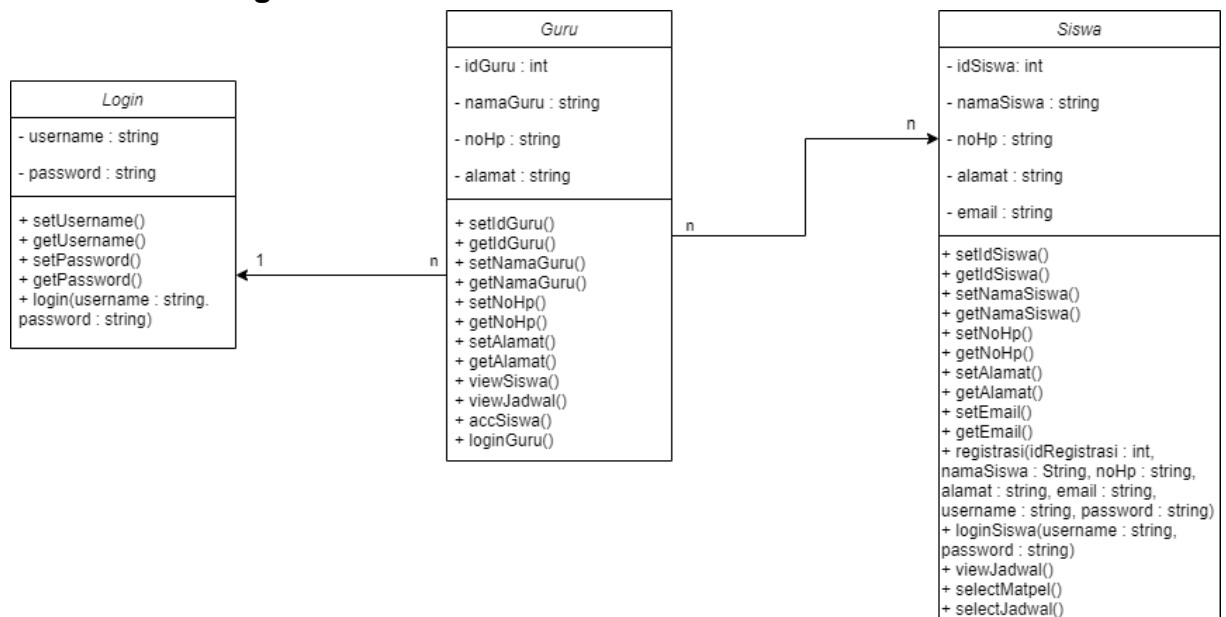 Login
- username : string
- password : string
+ setUsername()
+ getUsername()
+ setPassword()
+ getPassword()
+ login(username : string.
password : string)
1
n
Guru
- idGuru : int
- namaGuru : string
- noHp : string
- alamat : string
+ setIdGuru()
+ getIdGuru()
+ setNamaGuru()
+ getNamaGuru()
+ setNoHp()
+ getNoHp()
+ setAlamat()
+ getAlamat()
+ viewSiswa()
+ viewJadwal()
+ accSiswa()
+ loginGuru()
n
n
Siswa
- idSiswa: int
- namaSiswa : string
- noHp : string
- alamat : string
- email : string
+ setIdSiswa()
+ getIdSiswa()
+ setNamaSiswa()
+ getNamaSiswa()
+ setNoHp()
+ getNoHp()
+ setAlamat()
+ getAlamat()
+ setEmail()
+ getEmail()
+ registrasi(idRegistrasi : int,
namaSiswa : String, noHp : string,
alamat : string, email : string,
username : string, password : string)
+ loginSiswa(username : string,
password : string)
+ viewJadwal()
+ selectMatpel()
+ selectJadwal()